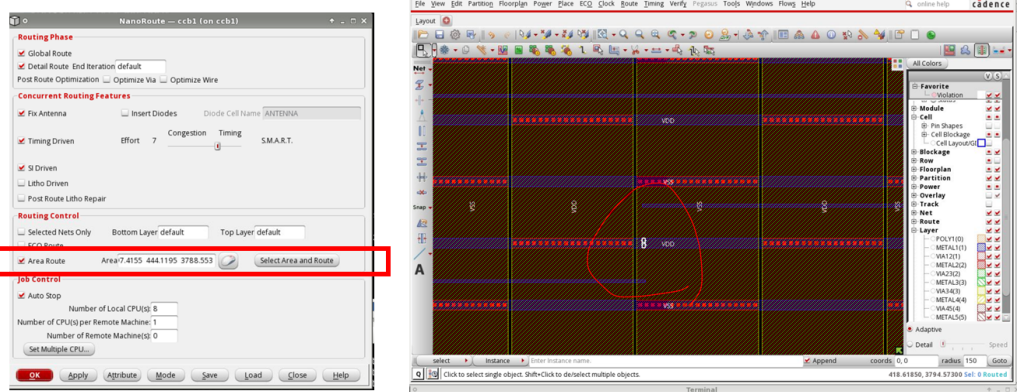 NanoRoute — ccb1 (on ccb1)
Routing Phase
Global Route
Detail Route End Iteration default
Post Route Optimization Optimize Via Optimize Wire
Concurrent Routing Features
Fix Antenna Insert Diodes Diode Cell Name ANTENNA
Congestion Timing
Timing Driven Effort 7 S.M.A.R.T.
SI Driven
Litho Driven
Post Route Litho Repair
Routing Control
Selected Nets Only Bottom Layer default Top Layer default
ECO Route
Area Route Area 7.4155 444.1195 3788.553 Select Area and Route
Job Control
Auto Stop
Number of Local CPU(s): 8
Number of CPU(s) per Remote Machine: 1
Number of Remote Machine(s): 0
Set Multiple CPU...
OK Apply Attribute Mode Save Load Close Help
File View Edit Partition Floorplan Power Place ECO Clock Route Timing Verify Pegasus Tools Windows Flows Help online help cādence
Layout
Net
Snap
A
VDD
VSS
VSS VDD VSS VDD VSS
8 VDD
VSS
All Colors
V S
Favorite
Violation
Module
Cell
Pin Shapes
Cell Blockage
Cell Layout/GI
Blockage
Row
Floorplan
Partition
Power
Overlay
Track
Net
Route
Layer
POLY1(0)
METAL1(1)
VIA12(1)
METAL2(2)
VIA23(2)
METAL3(3)
VIA34(3)
METAL4(4)
VIA45(4)
METAL5(5)
Adaptive
Detail Speed
select Instance Enter Instance name. Append coords 0, 0 radius 150 Goto
Q Click to select single object. Shift+Click to de/select multiple objects. 418.61850, 3794.57300 Sel: 0 Routed
Terminal